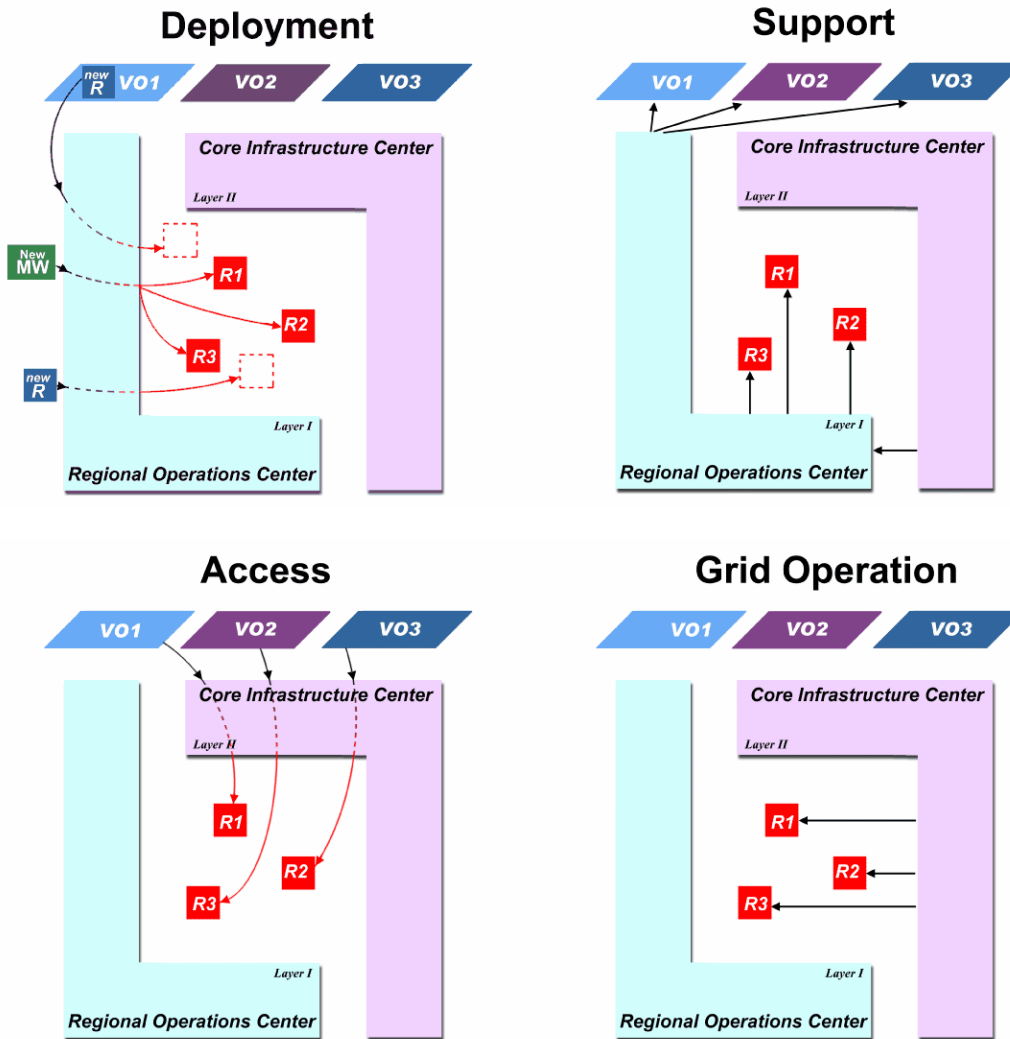 Deployment
new
R
VO1
VO2
VO3
Core Infrastructure Center
Layer II
New
MW
R1
R2
R3
new
R
Layer I
Regional Operations Center
Support
VO1
VO2
VO3
Core Infrastructure Center
Layer II
R1
R2
R3
Layer I
Regional Operations Center
Access
VO1
VO2
VO3
Core Infrastructure Center
Layer II
R1
R2
R3
Layer I
Regional Operations Center
Grid Operation
VO1
VO2
VO3
Core Infrastructure Center
Layer II
R1
R2
R3
Layer I
Regional Operations Center